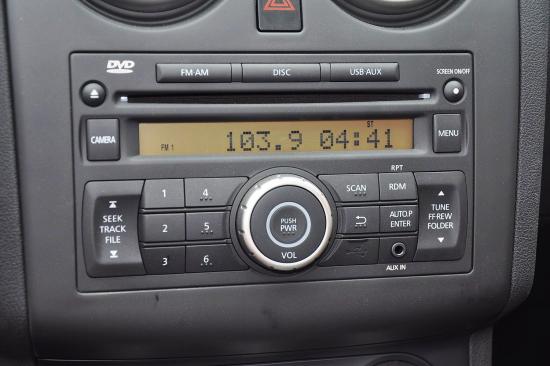 DVD
FM·AM DISC USB·AUX
SCREEN ON/OFF
CAMERA
MENU
ST
FM 1 103.9 04:41
RPT
1 4 SCAN RDM
SEEK TRACK FILE
2 5 AUTO.P ENTER
3 6
PUSH PWR
VOL
TUNE FF·REW FOLDER
AUX IN